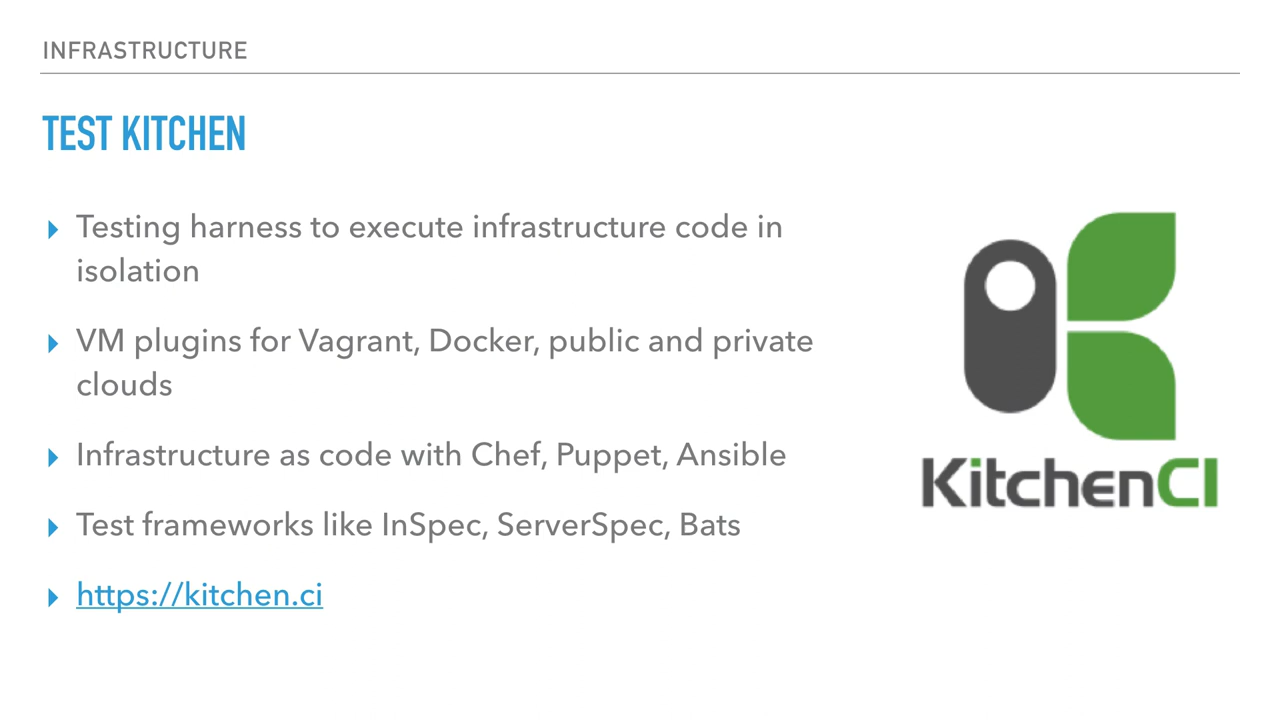 INFRASTRUCTURE
TEST KITCHEN
Testing harness to execute infrastructure code in
isolation
VM plugins for Vagrant, Docker, public and private
clouds
Infrastructure as code with Chef, Puppet, Ansible
Test frameworks like InSpec, ServerSpec, Bats
https://kitchen.ci
KitchenCI